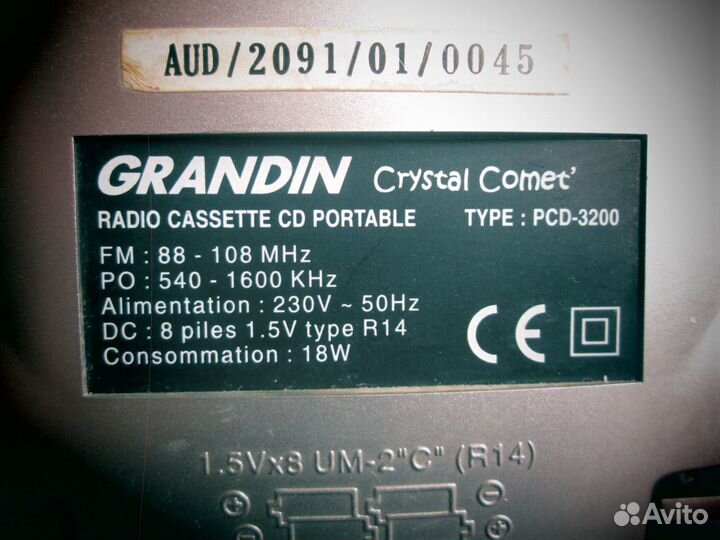 AUD/2091/01/0045
GRANDIN Crystal Comet'
RADIO CASSETTE CD PORTABLE TYPE : PCD-3200
FM : 88 - 108 MHz
PO : 540 - 1600 KHz
Alimentation : 230V ~ 50Hz
DC : 8 piles 1.5V type R14
Consommation : 18W
CE
1.5Vx8 UM-2"C" (R14)
Avito